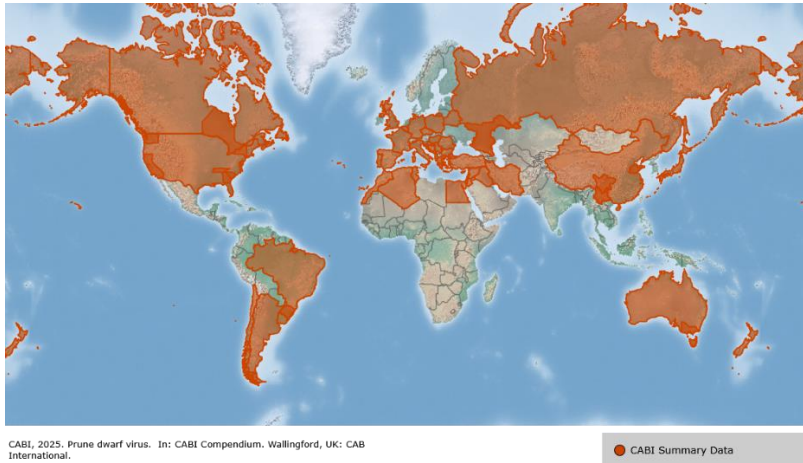 CABI, 2025. Prune dwarf virus. In: CABI Compendium. Wallingford, UK: CAB
International.
CABI Summary Data